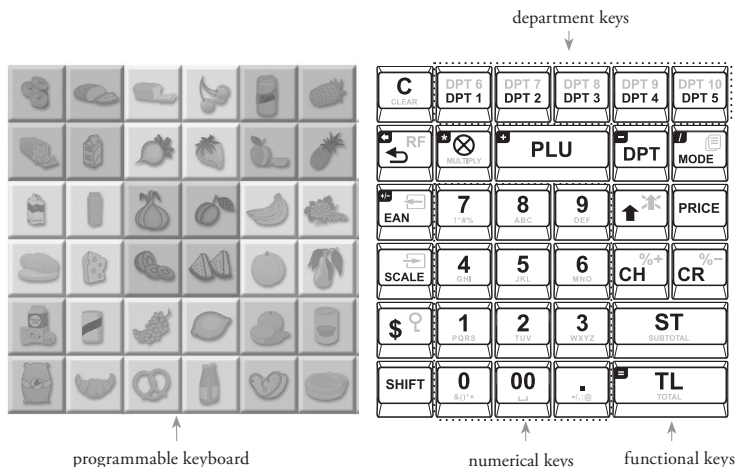 department keys
C
CLEAR
DPT 6
DPT 1
DPT 7
DPT 2
DPT 8
DPT 3
DPT 9
DPT 4
DPT 10
DPT 5
RF
×
MULTIPLY
+
PLU
-
DPT
/
MODE
+/-
EAN
7
!"#%
8
ABC
9
DEF
PRICE
SCALE
4
GHI
5
JKL
6
MNO
%+
CH
%-
CR
$
1
PQRS
2
TUV
3
WXYZ
ST
SUBTOTAL
SHIFT
0
&()*+
00
.
-/,:@
=
TL
TOTAL
programmable keyboard
numerical keys
functional keys